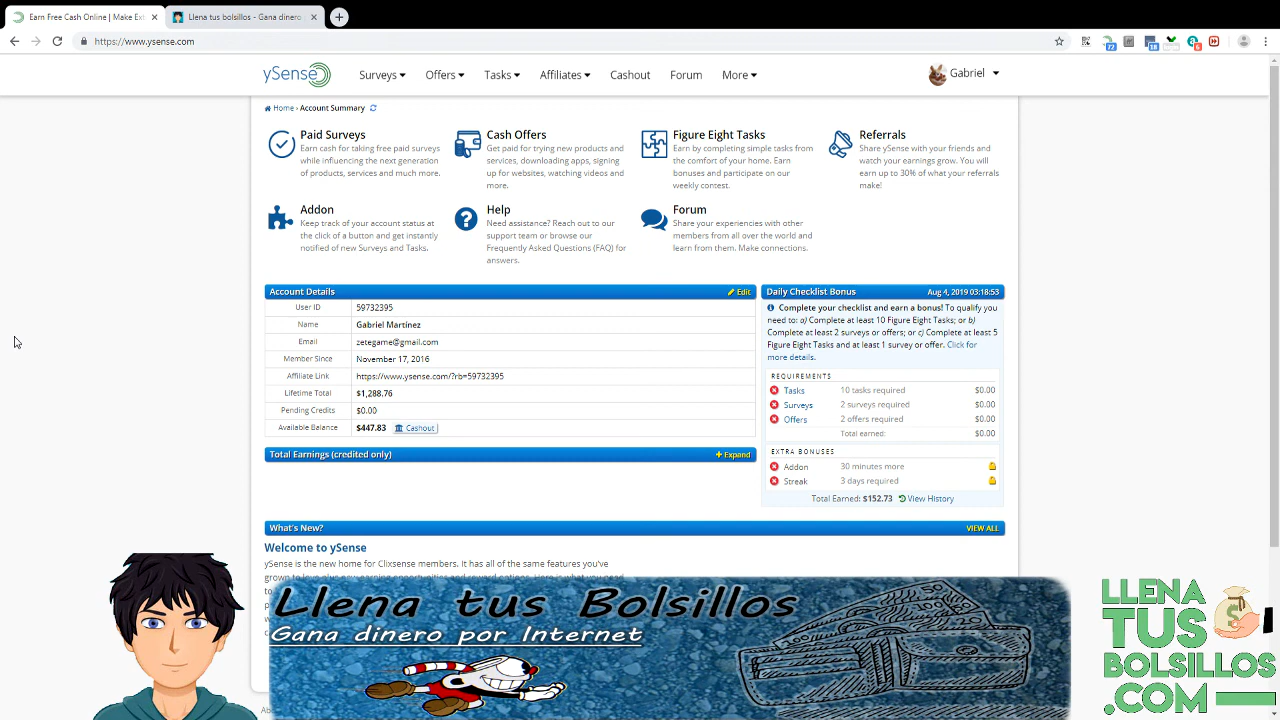 Earn Free Cash Online | Make Ext
Llena tus bolsillos - Gana dinero
https://www.ysense.com
72
18
6
ySense
Surveys
Offers
Tasks
Affiliates
Cashout
Forum
More
Gabriel
Home › Account Summary
Paid Surveys
Earn cash for taking free paid surveys
while influencing the next generation
of products, services and much more.
Cash Offers
Get paid for trying new products and
services, downloading apps, signing
up for websites, watching videos and
more.
Figure Eight Tasks
Earn by completing simple tasks from
the comfort of your home. Earn
bonuses and participate on our
weekly contest.
Referrals
Share ySense with your friends and
watch your earnings grow. You will
earn up to 30% of what your referrals
make!
Addon
Keep track of your account status at
the click of a button and get instantly
notified of new Surveys and Tasks.
Help
Need assistance? Reach out to our
support team or browse our
Frequently Asked Questions (FAQ) for
answers.
Forum
Share your experiences with other
members from all over the world and
learn from them. Make connections.
Account Details Edit
User ID 59732395
Name Gabriel Martínez
Email zetegame@gmail.com
Member Since November 17, 2016
Affiliate Link https://www.ysense.com/?rb=59732395
Lifetime Total $1,288.76
Pending Credits $0.00
Available Balance $447.83 Cashout
Total Earnings (credited only) + Expand
Daily Checklist Bonus Aug 4, 2019 03:18:53
Complete your checklist and earn a bonus! To qualify you
need to: a) Complete at least 10 Figure Eight Tasks; or b)
Complete at least 2 surveys or offers; or c) Complete at least 5
Figure Eight Tasks and at least 1 survey or offer. Click for
more details.
REQUIREMENTS
Tasks 10 tasks required $0.00
Surveys 2 surveys required $0.00
Offers 2 offers required $0.00
Total earned: $0.00
EXTRA BONUSES
Addon 30 minutes more
Streak 3 days required
Total Earned: $152.73 View History
What's New? VIEW ALL
Welcome to ySense
ySense is the new home for Clixsense members. It has all of the same features you've
Llena tus Bolsillos
Gana dinero por Internet
LLENA
TUS
BOLSILLOS
.COM